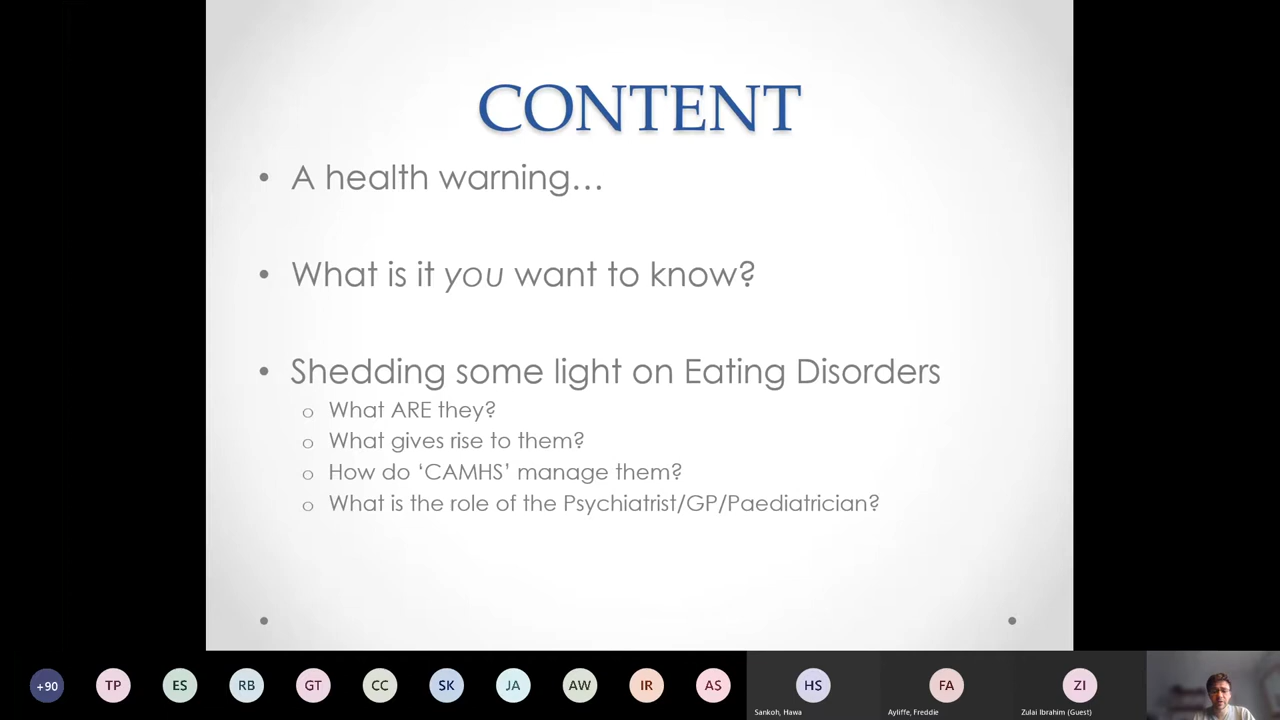 CONTENT
• A health warning…
• What is it you want to know?
• Shedding some light on Eating Disorders
o What ARE they?
o What gives rise to them?
o How do ‘CAMHS’ manage them?
o What is the role of the Psychiatrist/GP/Paediatrician?
+90 TP ES RB GT CC SK JA AW IR AS HS FA ZI
Sankoh, Hawa Ayliffe, Freddie Zulai Ibrahim (Guest)